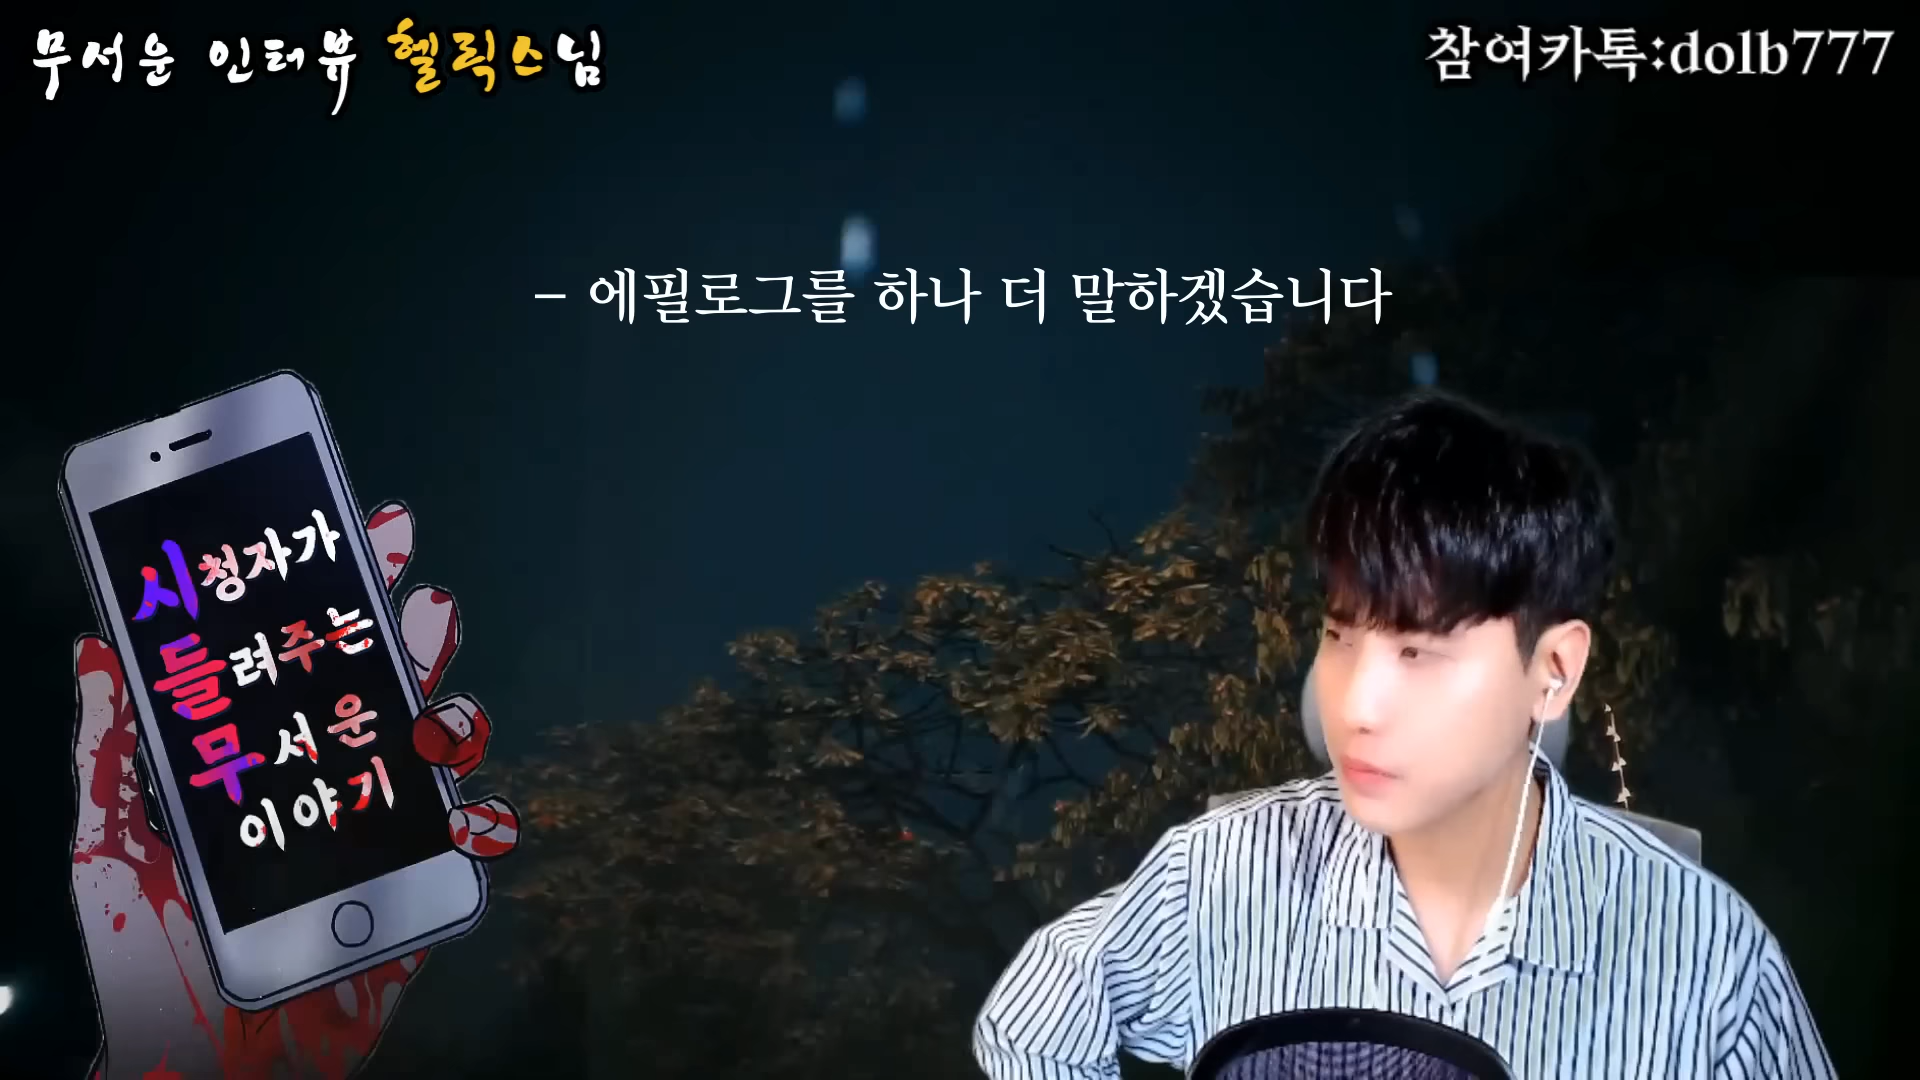 무서운 인터뷰 헬릭스님
참여카톡:dolb777
- 에필로그를 하나 더 말하겠습니다
시청자가
들려주는
무서운
이야기